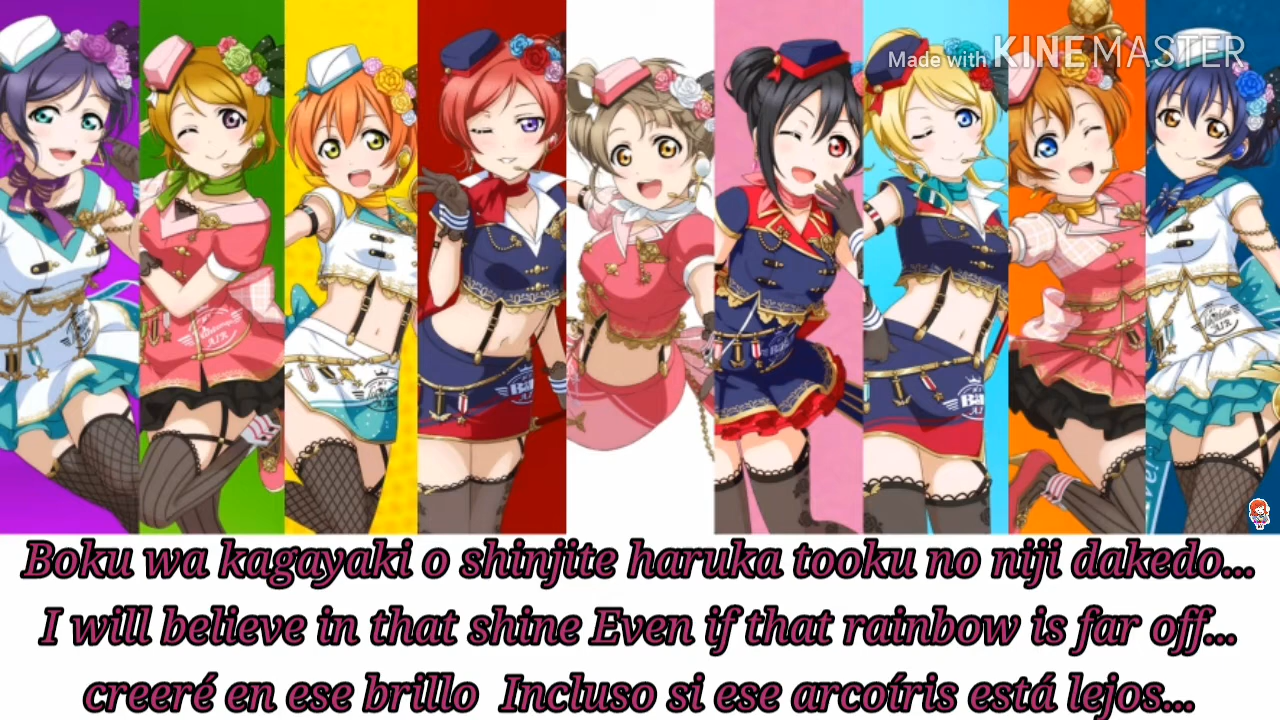 Made with KINEMASTER
Boku wa kagayaki o shinjite haruka tooku no niji dakedo...
I will believe in that shine Even if that rainbow is far off...
creeré en ese brillo Incluso si ese arcoíris está lejos...